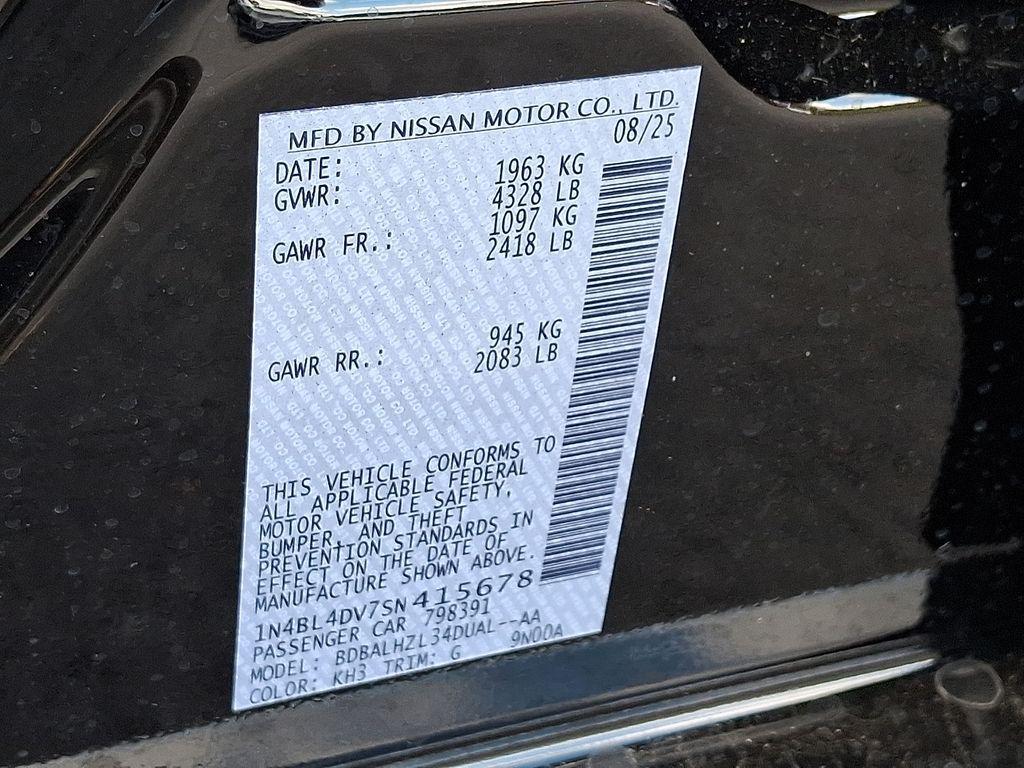 MFD BY NISSAN MOTOR CO., LTD.
DATE: 08/25
GVWR: 1963 KG
4328 LB
GAWR FR.: 1097 KG
2418 LB
GAWR RR.: 945 KG
2083 LB
THIS VEHICLE CONFORMS TO
ALL APPLICABLE FEDERAL
MOTOR VEHICLE SAFETY,
BUMPER, AND THEFT
PREVENTION STANDARDS IN
EFFECT ON THE DATE OF
MANUFACTURE SHOWN ABOVE.
1N4BL4DV7SN415678
PASSENGER CAR 798391
MODEL: BDBALHZL34DUAL--AA
COLOR: KH3 TRIM: G 9N00A